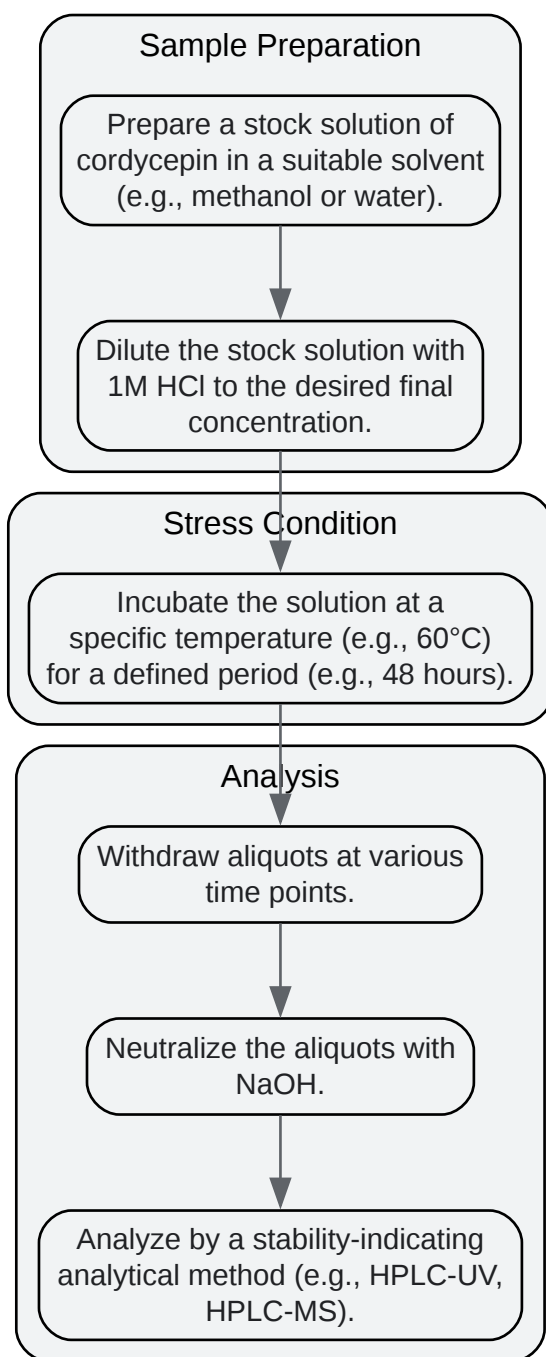 Sample Preparation
Prepare a stock solution of
cordycepin in a suitable solvent
(e.g., methanol or water).
Dilute the stock solution with
1M HCl to the desired final
concentration.
Stress Condition
Incubate the solution at a
specific temperature (e.g., 60°C)
for a defined period (e.g., 48 hours).
Analysis
Withdraw aliquots at various
time points.
Neutralize the aliquots with
NaOH.
Analyze by a stability-indicating
analytical method (e.g., HPLC-UV,
HPLC-MS).